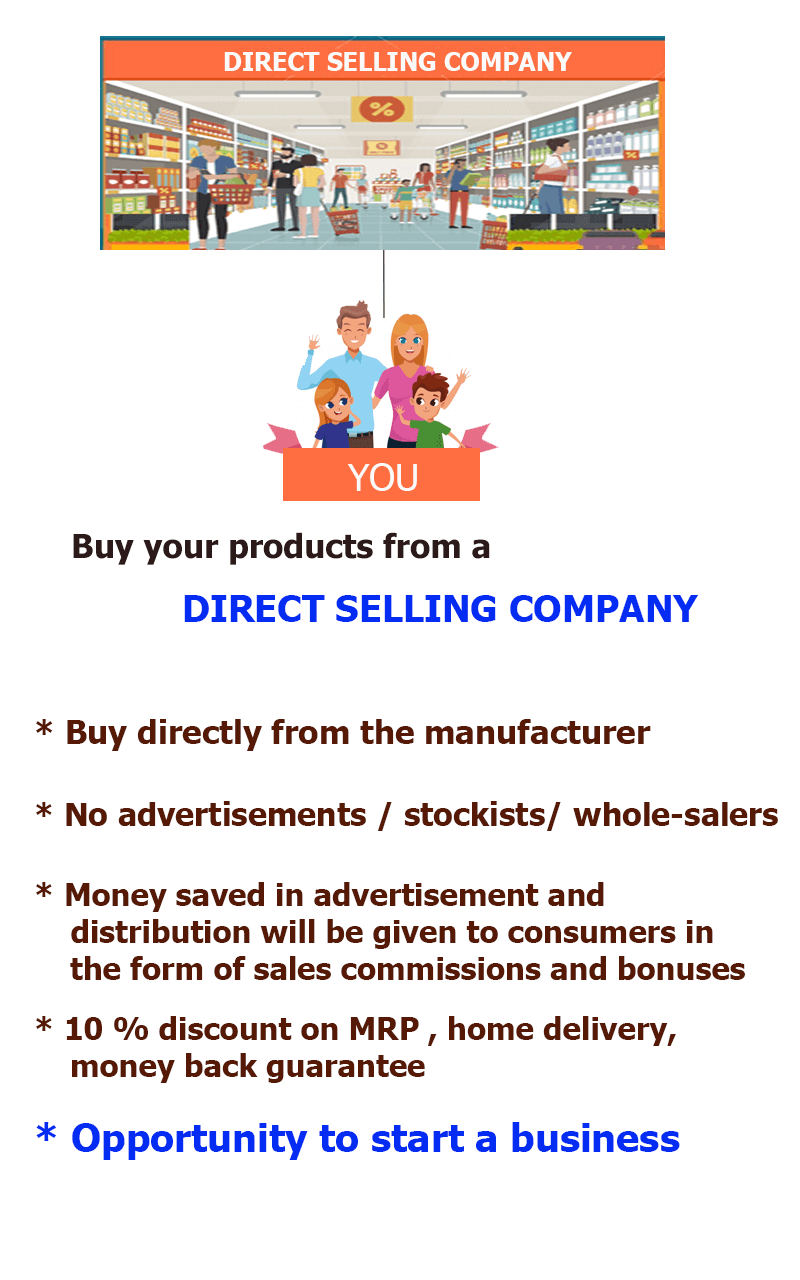 DIRECT SELLING COMPANY
%
YOU
Buy your products from a
DIRECT SELLING COMPANY
* Buy directly from the manufacturer
* No advertisements / stockists/ whole-salers
* Money saved in advertisement and
distribution will be given to consumers in
the form of sales commissions and bonuses
* 10 % discount on MRP , home delivery,
money back guarantee
* Opportunity to start a business